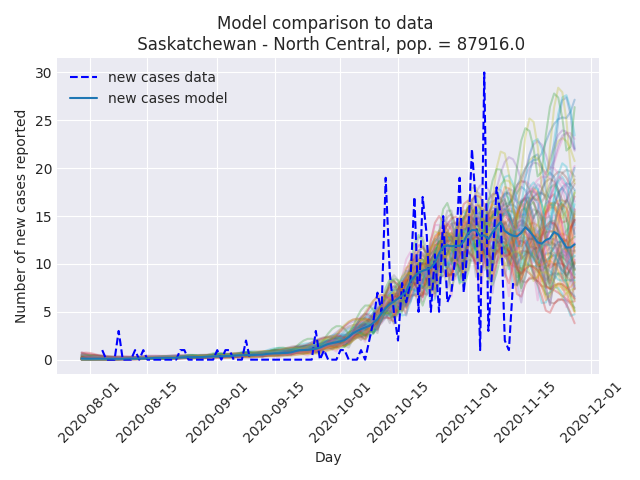 Model comparison to data
Saskatchewan - North Central, pop. = 87916.0
new cases data
new cases model
Number of new cases reported
30
25
20
15
10
5
0
2020-08-01
2020-08-15
2020-09-01
2020-09-15
2020-10-01
2020-10-15
2020-11-01
2020-11-15
2020-12-01
Day